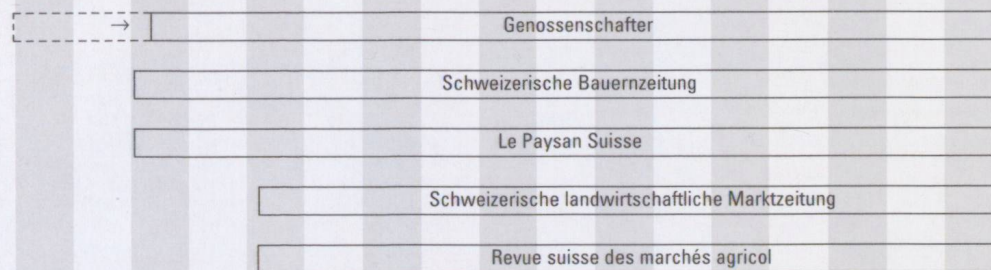 → Genossenschafter
Schweizerische Bauernzeitung
Le Paysan Suisse
Schweizerische landwirtschaftliche Marktzeitung
Revue suisse des marchés agricol